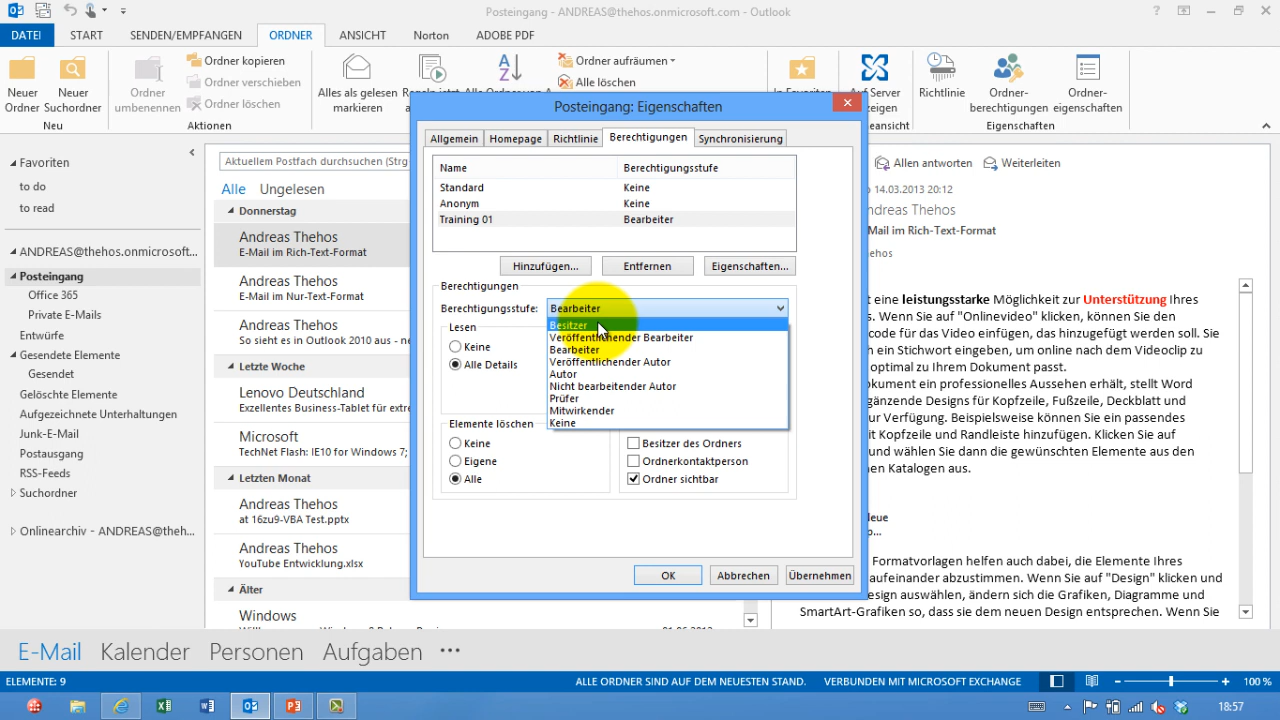 Posteingang - ANDREAS@thehos.onmicrosoft.com - Outlook
DATEI START SENDEN/EMPFANGEN ORDNER ANSICHT Norton ADOBE PDF
Neuer Ordner
Neuer Suchordner
Neu
Ordner umbenennen
Ordner kopieren
Ordner verschieben
Ordner löschen
Aktionen
Alles als gelesen markieren
Ordner aufräumen
Alle löschen
Richtlinie
Ordner-
berechtigungen
Ordner-
eigenschaften
Eigenschaften
Favoriten
to do
to read
ANDREAS@thehos.onmicrosoft...
Posteingang
Office 365
Private E-Mails
Entwürfe
Gesendete Elemente
Gesendet
Gelöschte Elemente
Aufgezeichnete Unterhaltung
Junk-E-Mail
Postausgang
RSS-Feeds
Suchordner
Onlinearchiv - ANDREAS@theh...
Aktuellem Postfach durchsuchen (Strg
Alle Ungelesen
Donnerstag
Andreas Thehos
E-Mail im Rich-Text-Format
Andreas Thehos
E-Mail im Nur-Text-Format
Andreas Thehos
So sieht es in Outlook 2010 aus - neu...
Letzte Woche
Lenovo Deutschland
Exzellentes Business-Tablet für große...
Microsoft
TechNet Flash: IE10 for Windows 7;
Letzten Monat
Andreas Thehos
at 16zu9-VBA Test.pptx
Andreas Thehos
YouTube Entwicklung.xlsx
Älter
Windows
Posteingang: Eigenschaften
Allgemein Homepage Richtlinie Berechtigungen Synchronisierung
Name Berechtigungsstufe
Standard Keine
Anonym Keine
Training 01 Bearbeiter
Hinzufügen... Entfernen Eigenschaften...
Berechtigungen
Berechtigungsstufe: Bearbeiter
Besitzer
Veröffentlichender Bearbeiter
Bearbeiter
Veröffentlichender Autor
Autor
Nicht bearbeitender Autor
Prüfer
Mitwirkender
Keine
Lesen
Keine
Alle Details
Elemente löschen
Keine
Eigene
Alle
Besitzer des Ordners
Ordnerkontaktperson
Ordner sichtbar
OK Abbrechen Übernehmen
Allen antworten Weiterleiten
14.03.2013 20:12
ndreas Thehos
Mail im Rich-Text-Format
t eine leistungsstarke Möglichkeit zur Unterstützung Ihres
Wenn Sie auf "Onlinevideo" klicken, können Sie den
code für das Video einfügen, das hinzugefügt werden soll. Sie
ein Stichwort eingeben, um online nach dem Videoclip zu
optimal zu Ihrem Dokument passt.
okument ein professionelles Aussehen erhält, stellt Word
gänzende Designs für Kopfzeile, Fußzeile, Deckblatt und
ur Verfügung. Beispielsweise können Sie ein passendes
it Kopfzeile und Randleiste hinzufügen. Klicken Sie auf
und wählen Sie dann die gewünschten Elemente aus den
en Katalogen aus.
Formatvorlagen helfen auch dabei, die Elemente Ihres
aufeinander abzustimmen. Wenn Sie auf "Design" klicken und
esign auswählen, ändern sich die Grafiken, Diagramme und
SmartArt-Grafiken so, dass sie dem neuen Design entsprechen. Wenn Sie
E-Mail Kalender Personen Aufgaben
ELEMENTE: 9 ALLE ORDNER SIND AUF DEM NEUESTEN STAND. VERBUNDEN MIT MICROSOFT EXCHANGE 100 %
18:57